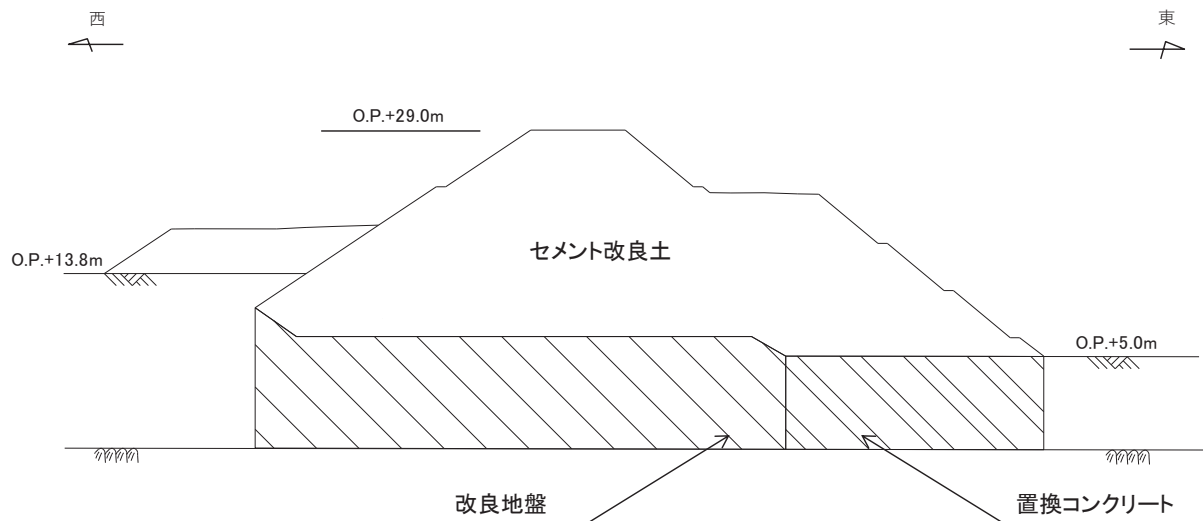 西
東
O.P.+29.0m
セメント改良土
O.P.+13.8m
O.P.+5.0m
改良地盤
置換コンクリート